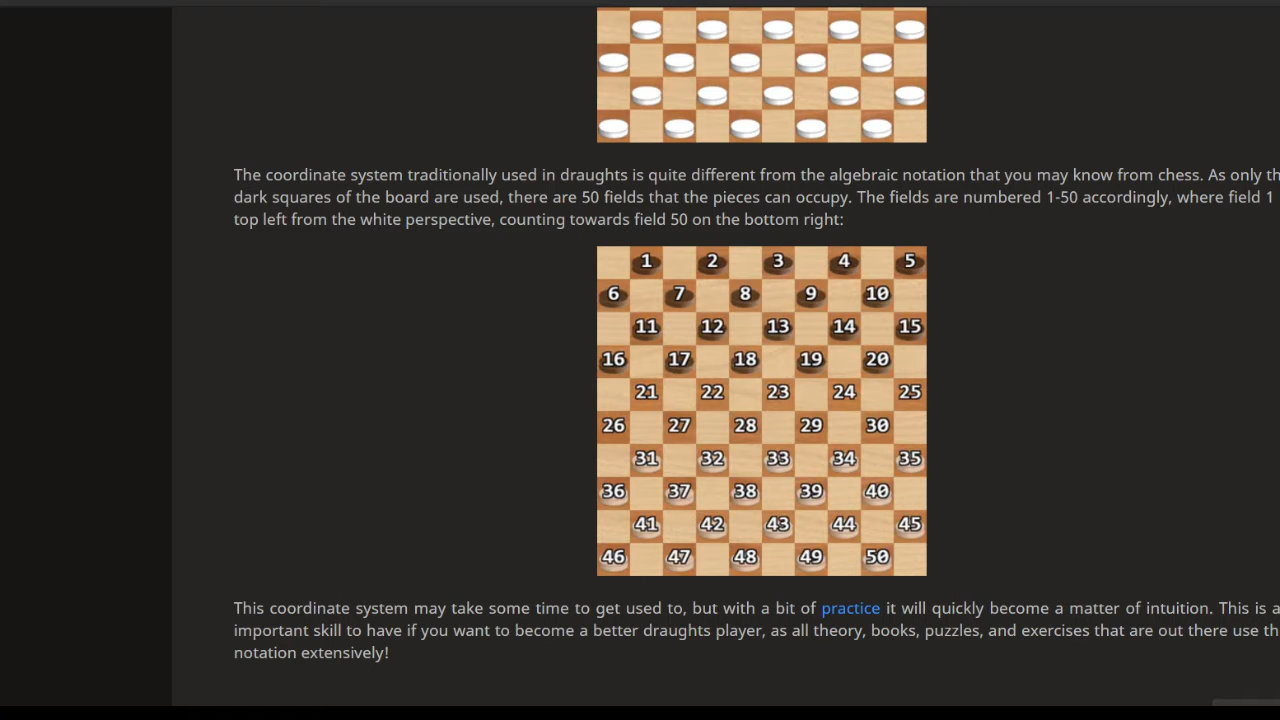 The coordinate system traditionally used in draughts is quite different from the algebraic notation that you may know from chess. As only th
dark squares of the board are used, there are 50 fields that the pieces can occupy. The fields are numbered 1-50 accordingly, where field 1
top left from the white perspective, counting towards field 50 on the bottom right:
1 2 3 4 5
6 7 8 9 10
11 12 13 14 15
16 17 18 19 20
21 22 23 24 25
26 27 28 29 30
31 32 33 34 35
36 37 38 39 40
41 42 43 44 45
46 47 48 49 50
This coordinate system may take some time to get used to, but with a bit of practice it will quickly become a matter of intuition. This is a
important skill to have if you want to become a better draughts player, as all theory, books, puzzles, and exercises that are out there use th
notation extensively!